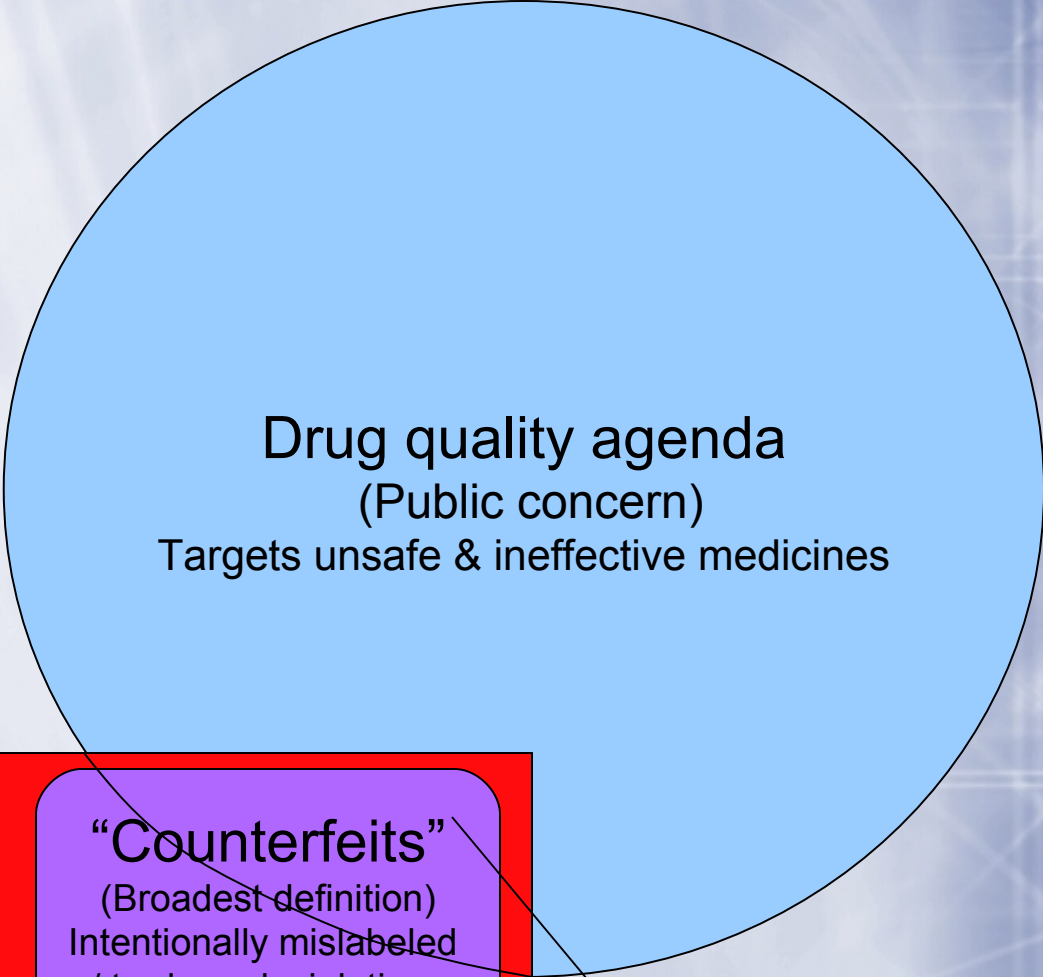 Drug quality agenda
(Public concern)
Targets unsafe & ineffective medicines
“Counterfeits”
(Broadest definition)
Intentionally mislabeled